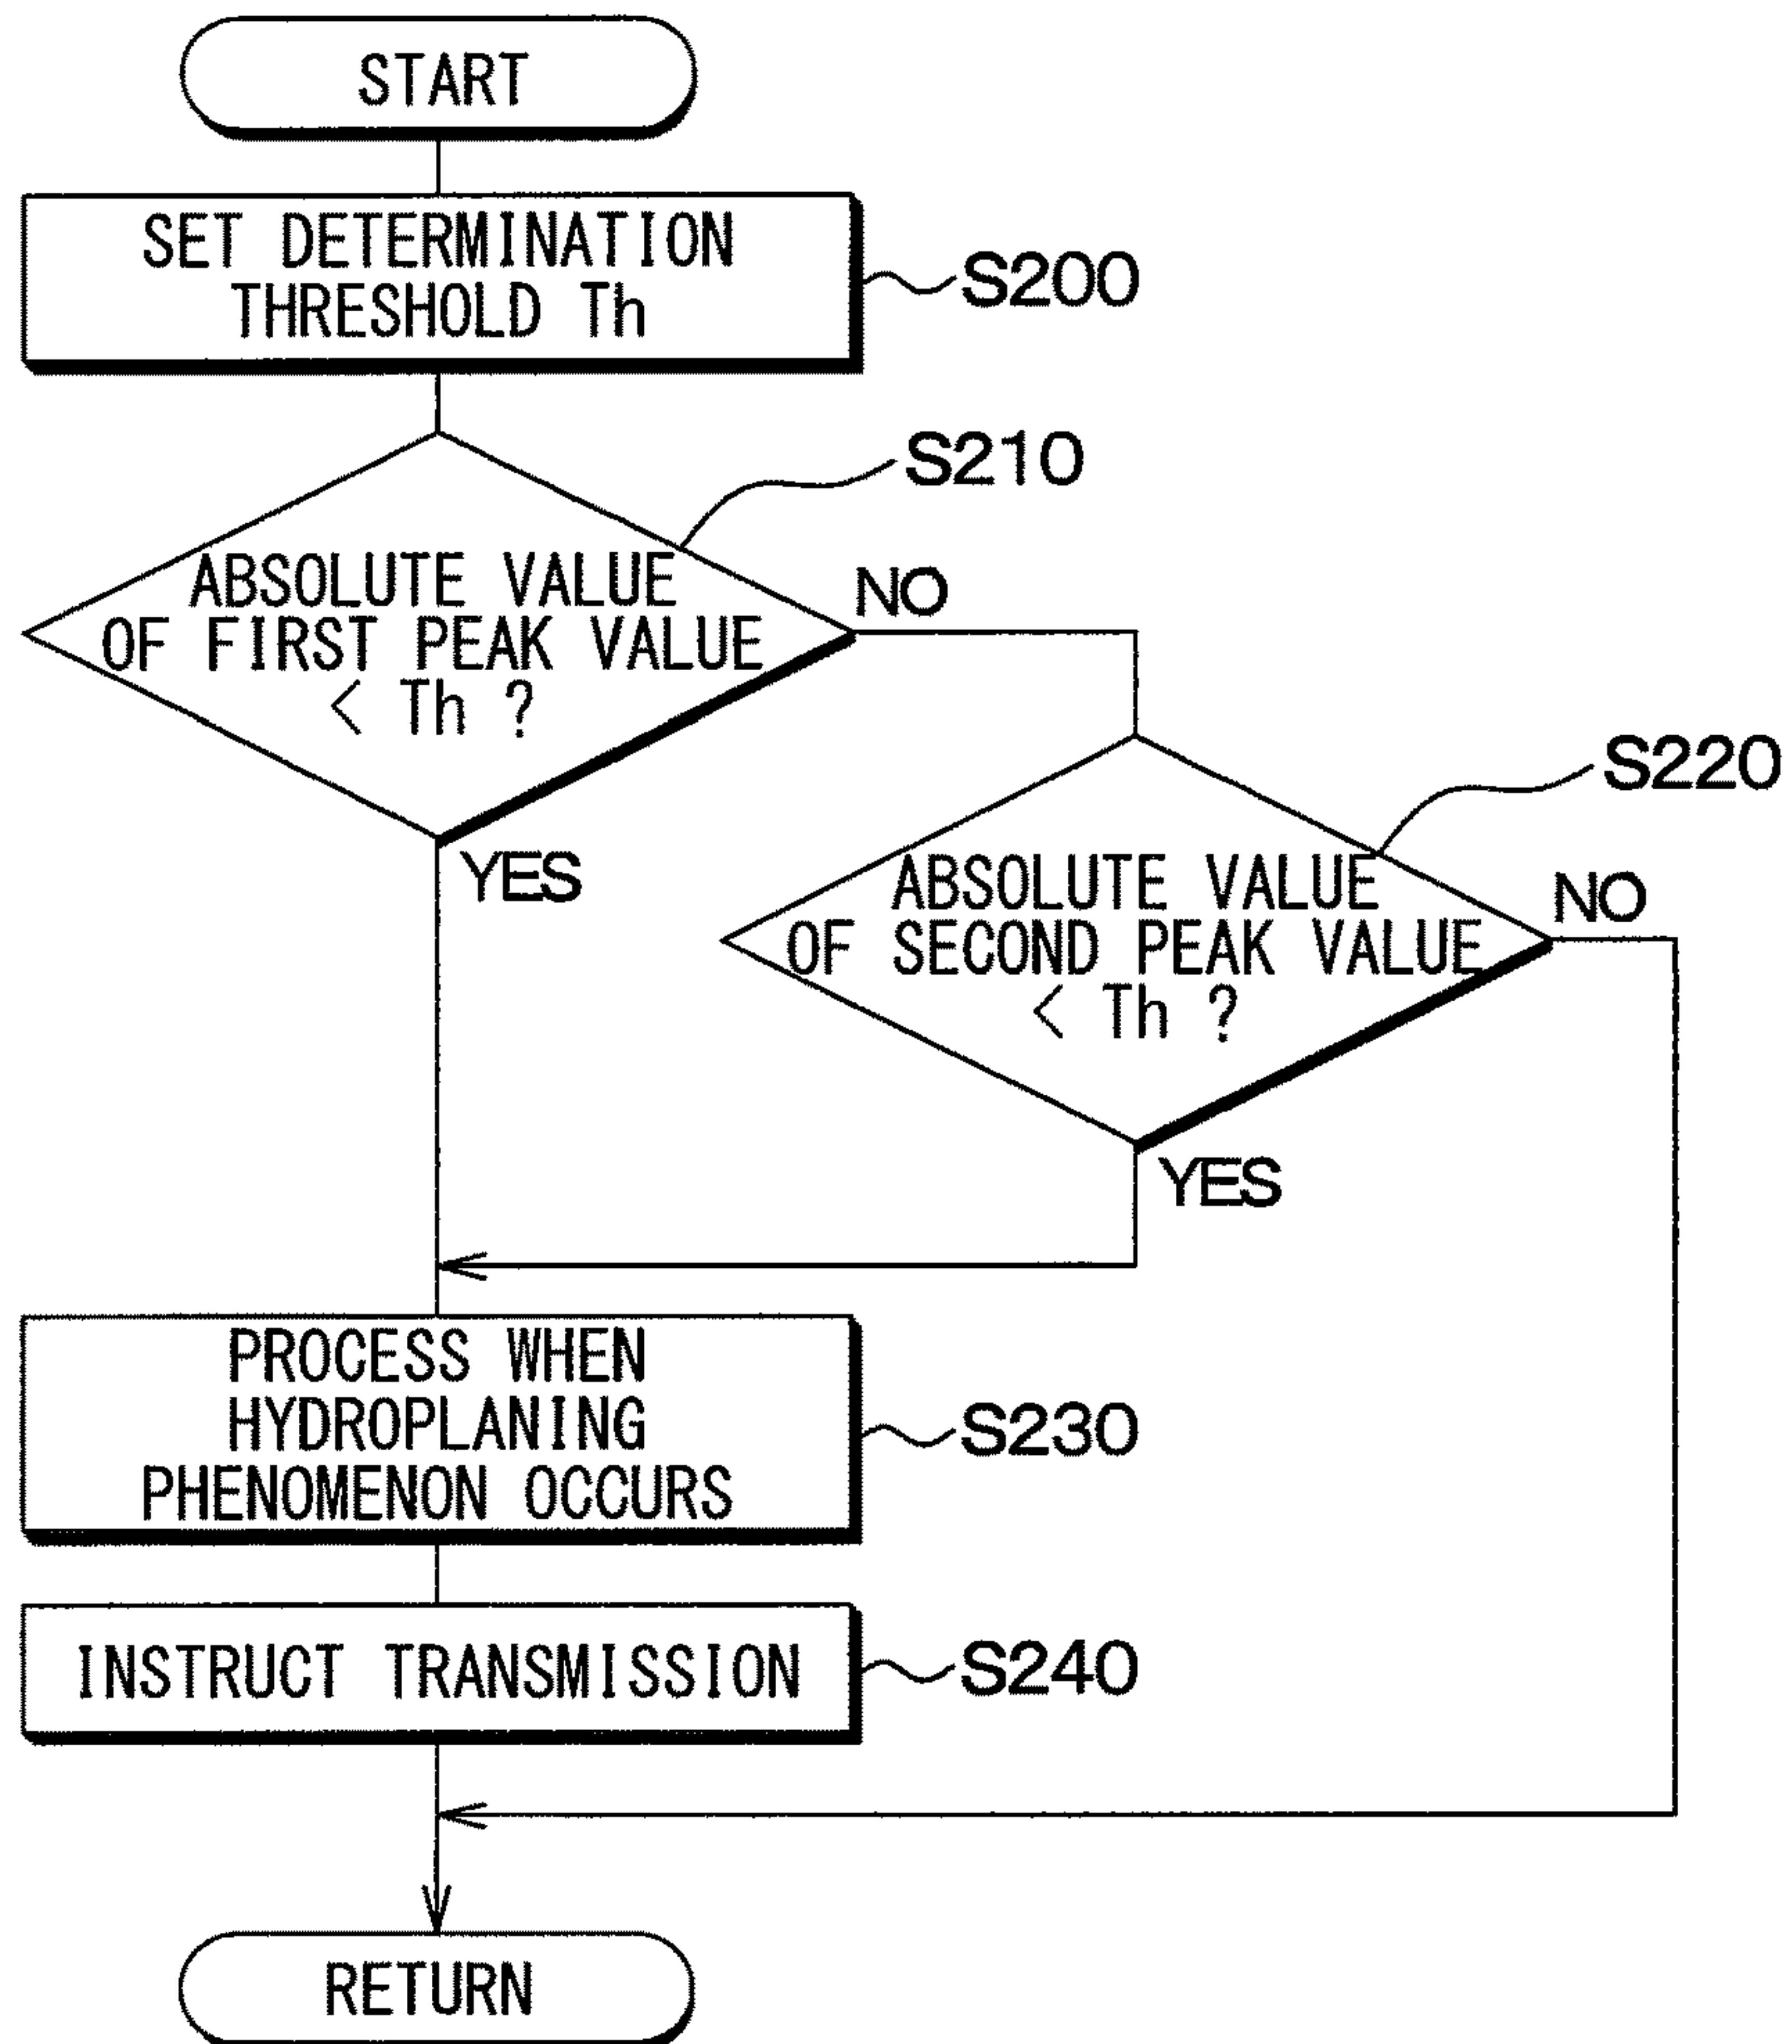 START
SET DETERMINATION
THRESHOLD Th
S200
S210
ABSOLUTE VALUE
OF FIRST PEAK VALUE
< Th ?
NO
YES
S220
ABSOLUTE VALUE
OF SECOND PEAK VALUE
< Th ?
NO
YES
PROCESS WHEN
HYDROPLANING
PHENOMENON OCCURS
S230
INSTRUCT TRANSMISSION
S240
RETURN